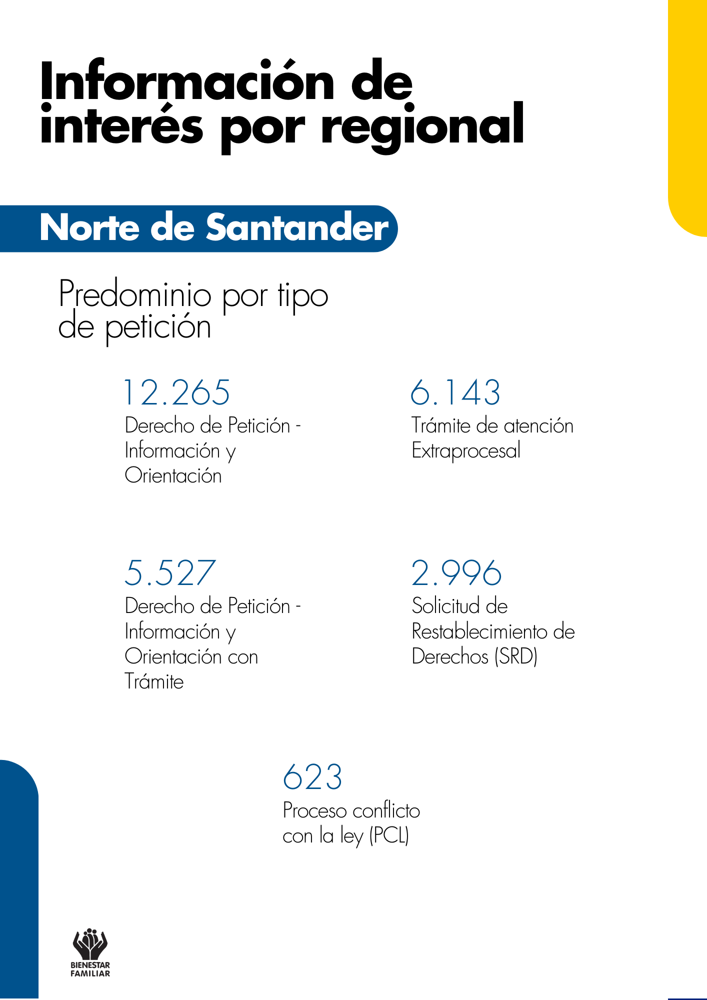 Información de
interés por regional
Norte de Santander
Predominio por tipo
de petición
12.265
Derecho de Petición -
Información y
Orientación
6.143
Trámite de atención
Extraprocesal
5.527
Derecho de Petición -
Información y
Orientación con
Trámite
2.996
Solicitud de
Restablecimiento de
Derechos (SRD)
623
Proceso conflicto
con la ley (PCL)
BIENESTAR
FAMILIAR